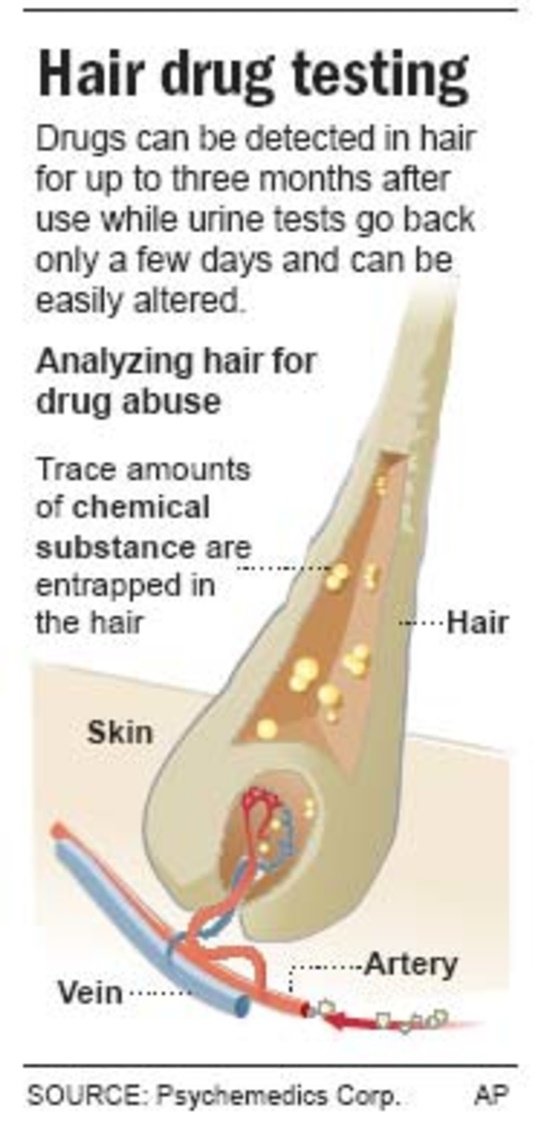 Hair drug testing
Drugs can be detected in hair
for up to three months after
use while urine tests go back
only a few days and can be
easily altered.
Analyzing hair for
drug abuse
Trace amounts
of chemical
substance are
entrapped in
the hair
Hair
Skin
Artery
Vein
SOURCE: Psychemedics Corp. AP